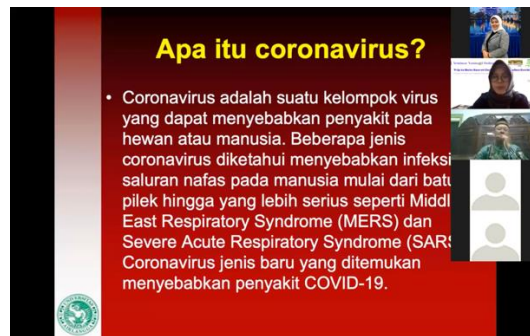 Apa itu coronavirus?
• Coronavirus adalah suatu kelompok virus
yang dapat menyebabkan penyakit pada
hewan atau manusia. Beberapa jenis
coronavirus diketahui menyebabkan infeksi
saluran nafas pada manusia mulai dari batu
pilek hingga yang lebih serius seperti Middl
East Respiratory Syndrome (MERS) dan
Severe Acute Respiratory Syndrome (SARS
Coronavirus jenis baru yang ditemukan
menyebabkan penyakit COVID-19.